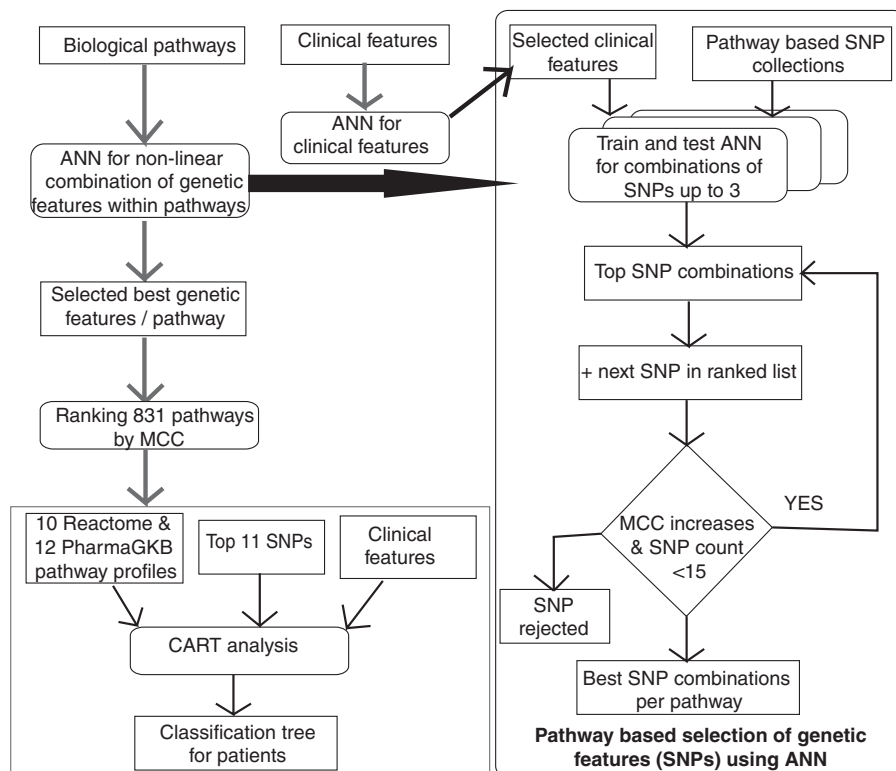 Biological pathways
Clinical features
ANN for
clinical features
ANN for non-linear
combination of genetic
features within pathways
Selected best genetic
features / pathway
Ranking 831 pathways
by MCC
10 Reactome &
12 PharmaGKB
pathway profiles
Top 11 SNPs
Clinical
features
CART analysis
Classification tree
for patients
Selected clinical
features
Pathway based SNP
collections
Train and test ANN
for combinations of
SNPs up to 3
Top SNP combinations
+ next SNP in ranked list
MCC increases
& SNP count
<15
YES
SNP
rejected
Best SNP combinations
per pathway
Pathway based selection of genetic
features (SNPs) using ANN